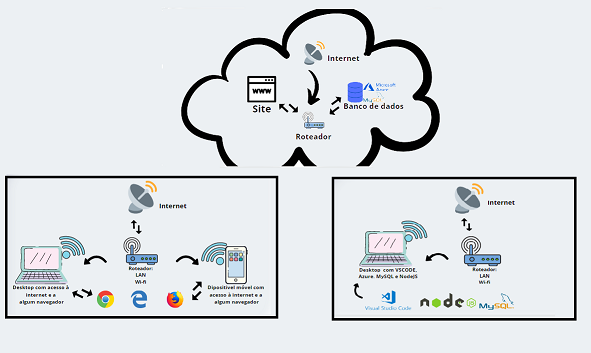 Internet
WWW
Site
Microsoft
Azure
MySQL
Banco de dados
Roteador
Internet
Roteador:
LAN
Wi-fi
Desktop com acesso à
internet e a
algum navegador
Dipositivel móvel com
acesso à internet e a
algum navegador
Internet
Desktop com VSCODE,
Azure, MySQL e NodeJS
Roteador:
LAN
Wi-fi
Visual Studio Code
node
MySQL